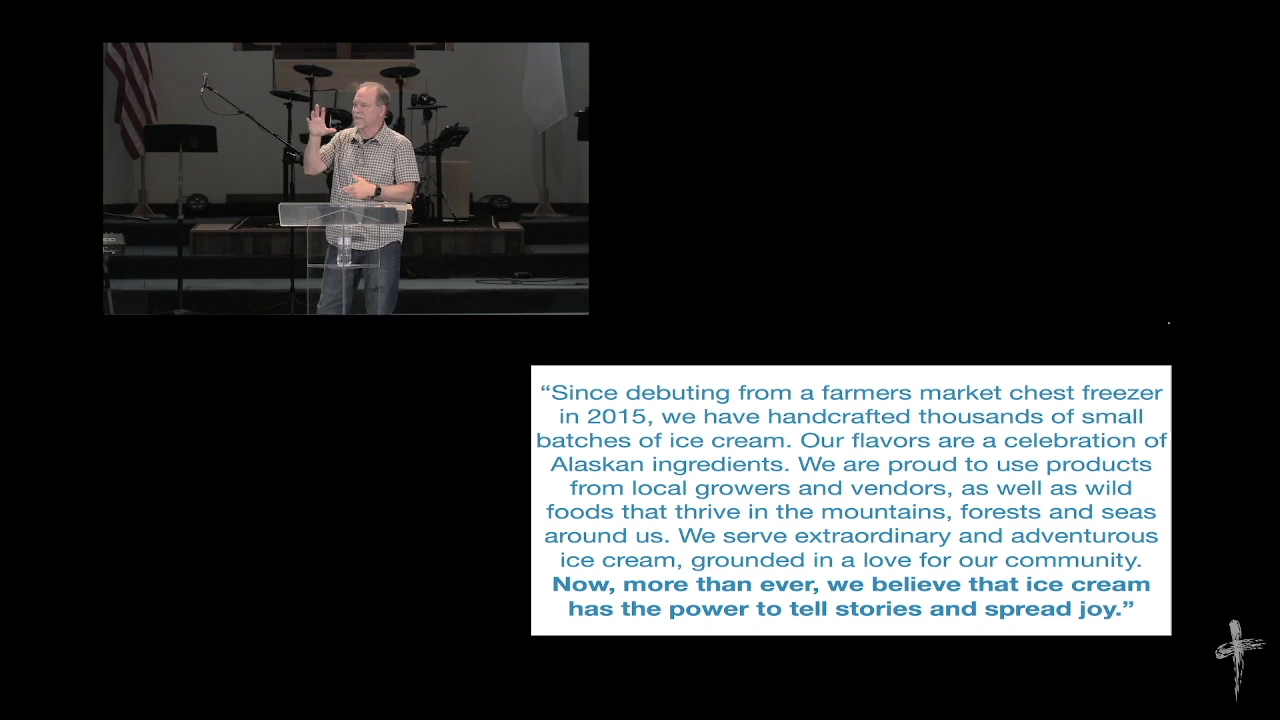 “Since debuting from a farmers market chest freezer
in 2015, we have handcrafted thousands of small
batches of ice cream. Our flavors are a celebration of
Alaskan ingredients. We are proud to use products
from local growers and vendors, as well as wild
foods that thrive in the mountains, forests and seas
around us. We serve extraordinary and adventurous
ice cream, grounded in a love for our community.
Now, more than ever, we believe that ice cream
has the power to tell stories and spread joy.”